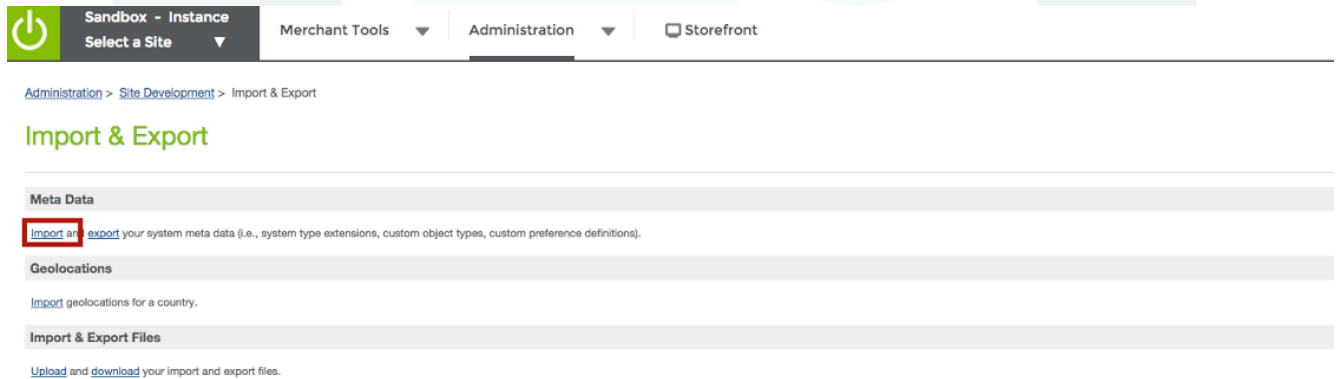 Sandbox - Instance
Select a Site
Merchant Tools
Administration
Storefront
Administration > Site Development > Import & Export
Import & Export
Meta Data
Import and export your system meta data (i.e., system type extensions, custom object types, custom preference definitions).
Geolocations
Import geolocations for a country.
Import & Export Files
Upload and download your import and export files.